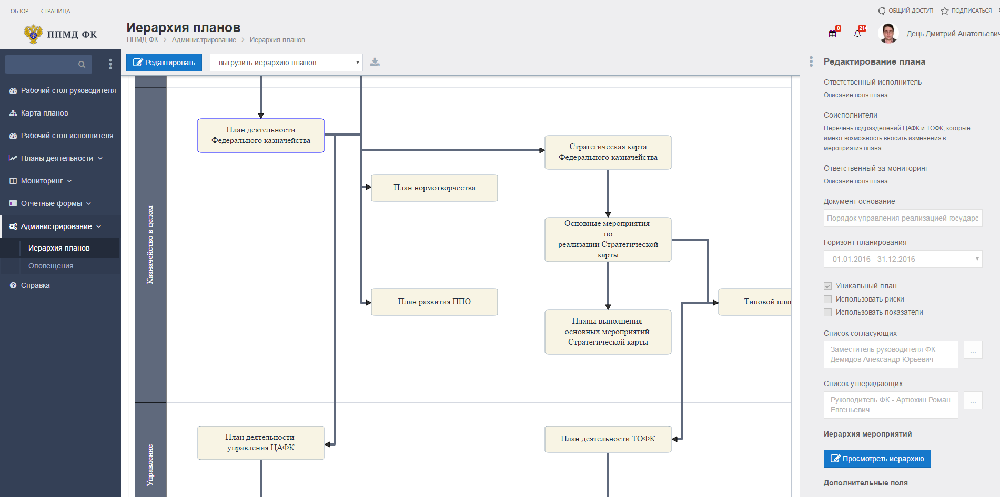 ОБЗОР
СТРАНИЦА
ОБЩИЙ ДОСТУП
ПОДПИСАТЬСЯ
ППМД ФК
Иерархия планов
ППМД ФК > Администрирование > Иерархия планов
0
214
Децъ Дмитрий Анатольевич
Рабочий стол руководителя
Карта планов
Рабочий стол исполнителя
Планы деятельности
Мониторинг
Отчетные формы
Администрирование
Иерархия планов
Оповещения
Справка
Редактировать
выгрузить иерархию планов
Казначейство в целом
План деятельности
Федерального казначейства
Стратегическая карта
Федерального казначейства
План нормотворчества
Основные мероприятия
по
реализации Стратегической
карты
План развития ППО
Типовой план
Планы выполнения
основных мероприятий
Стратегической карты
Управление
План деятельности
управления ЦАФК
План деятельности ТОФК
Редактирование плана
Ответственный исполнитель
Описание поля плана
Соисполнители
Перечень подразделений ЦАФК и ТОФК, которые
имеют возможность вносить изменения в
мероприятия плана.
Ответственный за мониторинг
Описание поля плана
Документ основание
Порядок управления реализацией государс
Горизонт планирования
01.01.2016 - 31.12.2016
Уникальный план
Использовать риски
Использовать показатели
Список согласующих
Заместитель руководителя ФК -
Демидов Александр Юрьевич
...
Список утверждающих
Руководитель ФК - Артюхин Роман
Евгеньевич
...
Иерархия мероприятий
Просмотреть иерархию
Дополнительные поля